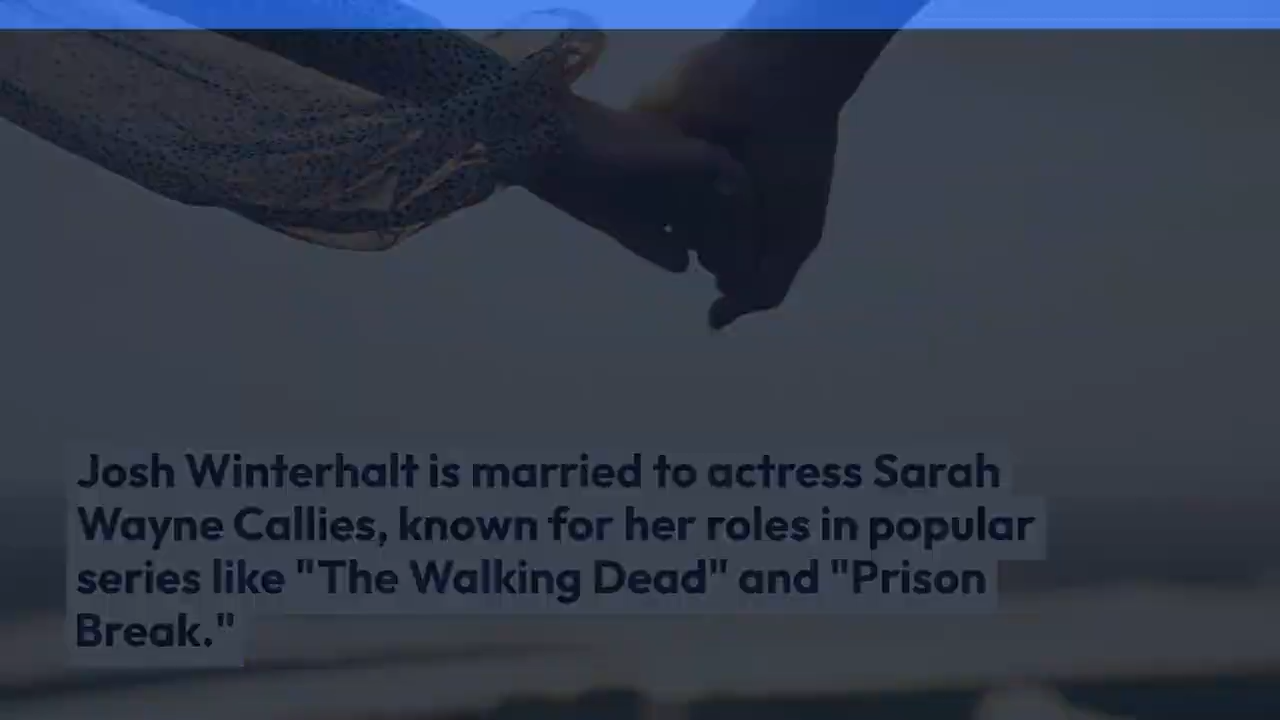 Josh Winterhalt is married to actress Sarah
Wayne Callies, known for her roles in popular
series like "The Walking Dead" and "Prison
Break."